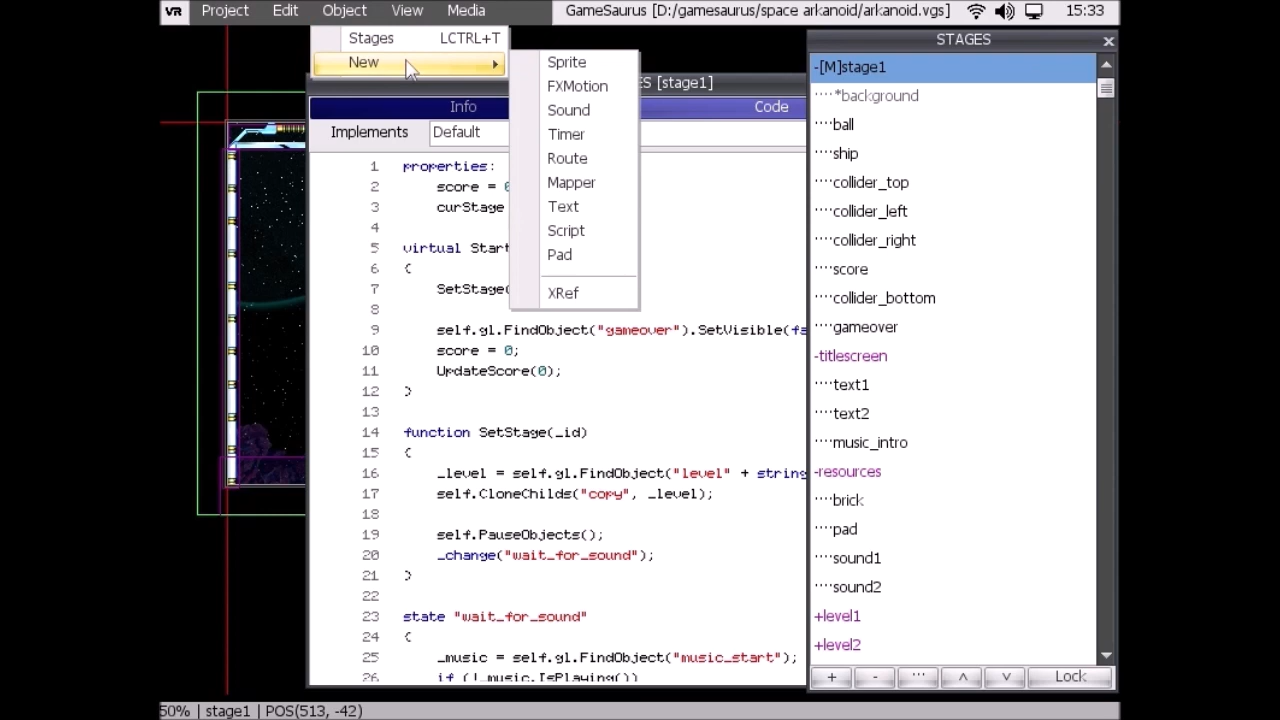 VR Project Edit Object View Media GameSaurus [D:/gamesaurus/space arkanoid/arkanoid.vgs] 15:33
Stages LCTRL+T
New
Sprite
FXMotion
Sound
Timer
Route
Mapper
Text
Script
Pad
XRef
[stage1]
Info Code
Implements Default
1 properties:
2 score = 0
3 curStage
4
5 virtual Start
6 {
7 SetStage(
8
9 self.gl.FindObject("gameover").SetVisible(
10 score = 0;
11 UpdateScore(0);
12 }
13
14 function SetStage(_id)
15 {
16 _level = self.gl.FindObject("level" + string
17 self.CloneChilds("copy", _level);
18
19 self.PauseObjects();
20 _change("wait_for_sound");
21 }
22
23 state "wait_for_sound"
24 {
25 _music = self.gl.FindObject("music_start");
26 if (!_music.IsPlaying())
STAGES
-[M]stage1
····*background
····ball
····ship
····collider_top
····collider_left
····collider_right
····score
····collider_bottom
····gameover
-titlescreen
····text1
····text2
····music_intro
-resources
····brick
····pad
····sound1
····sound2
+level1
+level2
+ - ... ^ v Lock
50% | stage1 | POS(513, -42)